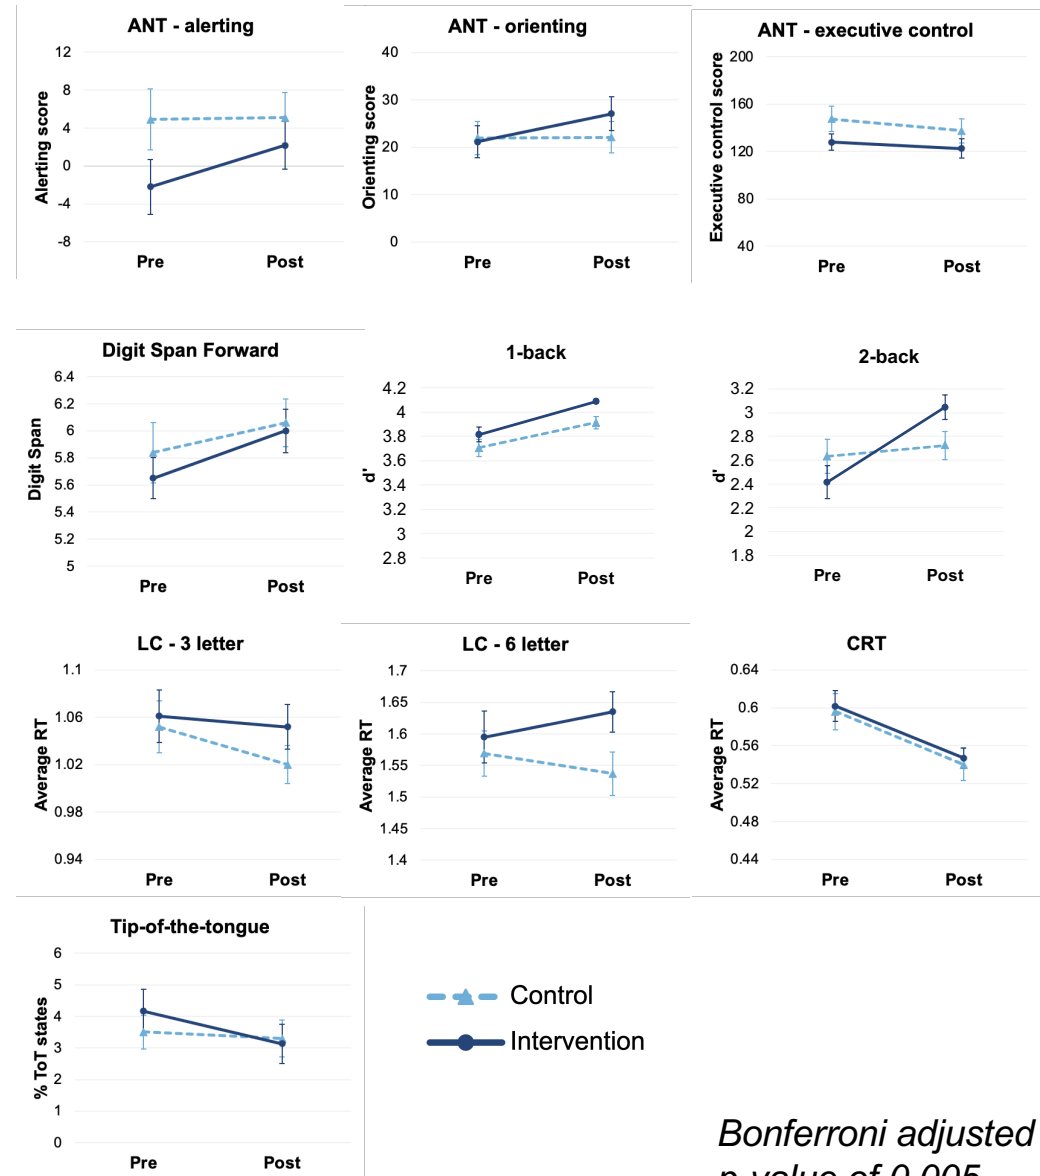 ANT - alerting
12
8
4
0
-4
-8
Alerting score
Pre Post
ANT - orienting
40
30
20
10
0
Orienting score
Pre Post
ANT - executive control
200
160
120
80
40
Executive control score
Pre Post
Digit Span Forward
6.4
6.2
6
5.8
5.6
5.4
5.2
5
Digit Span
Pre Post
1-back
4.2
4
3.8
3.6
3.4
3.2
3
2.8
d'
Pre Post
2-back
3.2
3
2.8
2.6
2.4
2.2
2
1.8
d'
Pre Post
LC - 3 letter
1.1
1.06
1.02
0.98
0.94
Average RT
Pre Post
LC - 6 letter
1.7
1.65
1.6
1.55
1.5
1.45
1.4
Average RT
Pre Post
CRT
0.64
0.6
0.56
0.52
0.48
0.44
Average RT
Pre Post
Tip-of-the-tongue
6
5
4
3
2
1
0
% ToT states
Pre Post
Control
Intervention
Bonferroni adjusted
p-value of 0.005